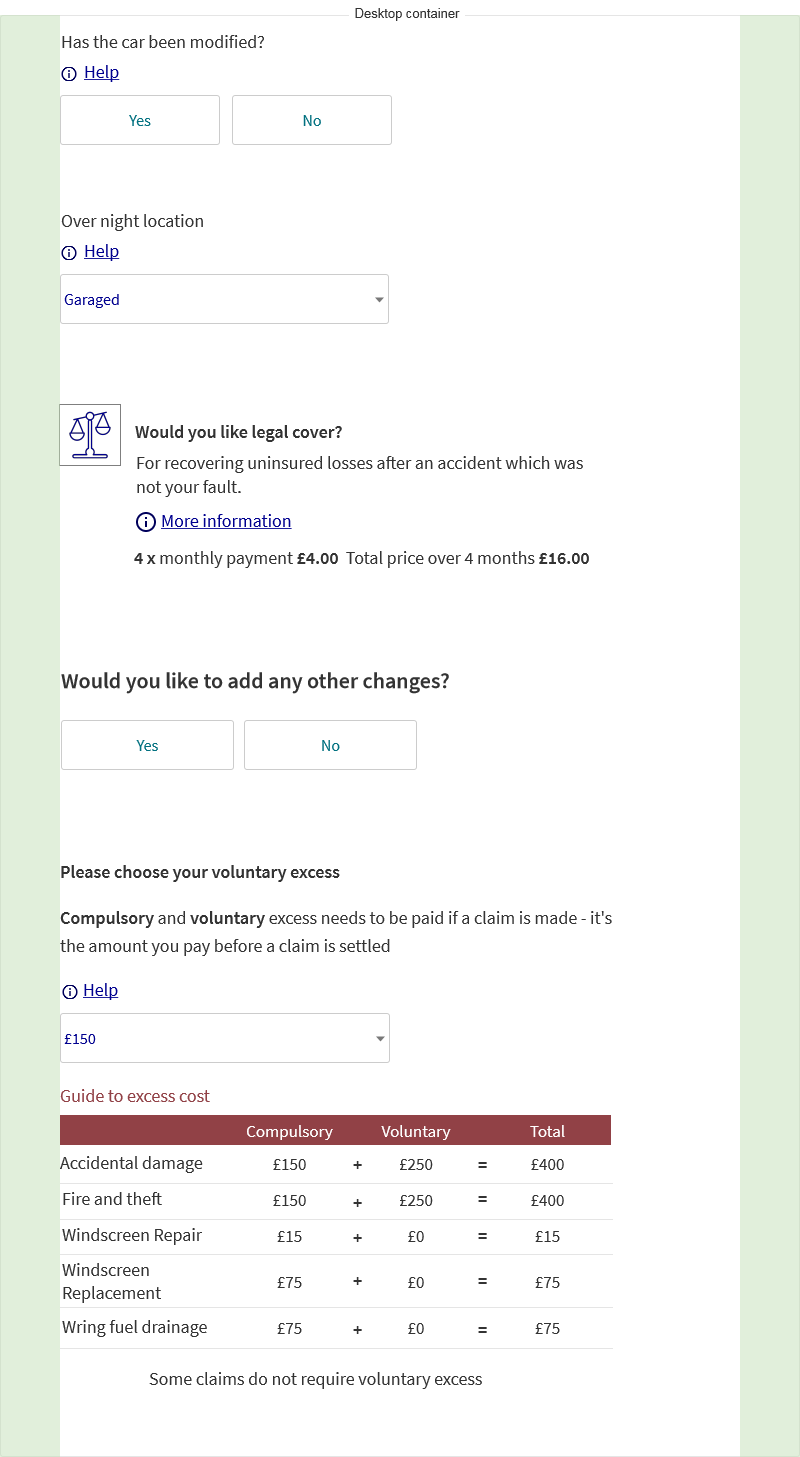 Desktop container
Has the car been modified?
Help
Yes No
Over night location
Help
Garaged
Would you like legal cover?
For recovering uninsured losses after an accident which was
not your fault.
More information
4 x monthly payment £4.00 Total price over 4 months £16.00
Would you like to add any other changes?
Yes No
Please choose your voluntary excess
Compulsory and voluntary excess needs to be paid if a claim is made - it's
the amount you pay before a claim is settled
Help
£150
Guide to excess cost
Compulsory Voluntary Total
Accidental damage £150 + £250 = £400
Fire and theft £150 + £250 = £400
Windscreen Repair £15 + £0 = £15
Windscreen
Replacement £75 + £0 = £75
Wring fuel drainage £75 + £0 = £75
Some claims do not require voluntary excess